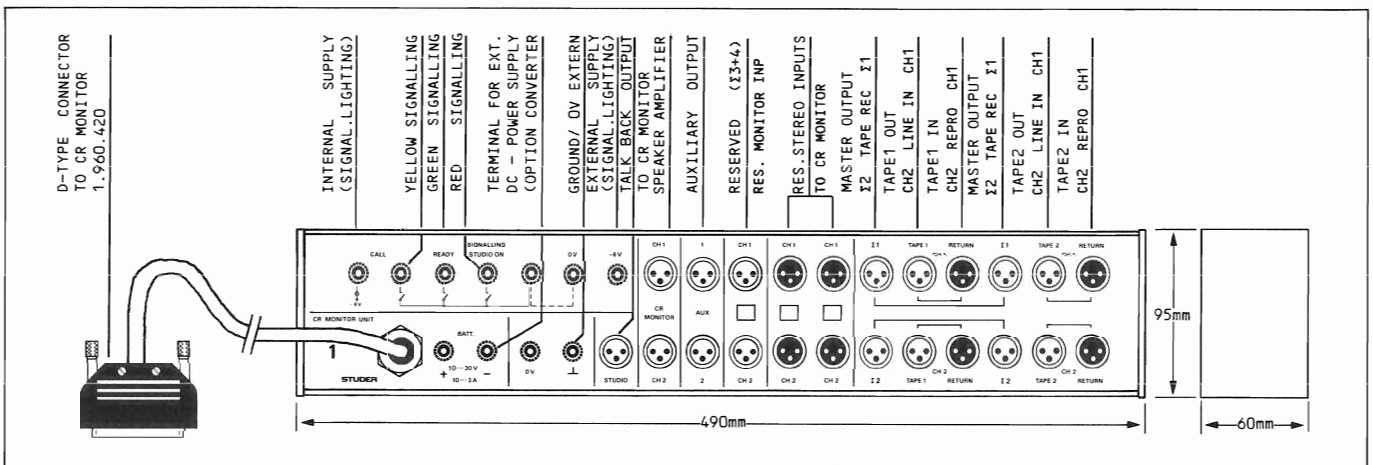 D-TYPE CONNECTOR
TO CR MONITOR
1.960.420
INTERNAL SUPPLY
(SIGNAL.LIGHTING)
YELLOW SIGNALLING
GREEN SIGNALLING
RED SIGNALLING
TERMINAL FOR EXT.
DC - POWER SUPPLY
(OPTION CONVERTER
GROUND/ 0V EXTERN
EXTERNAL SUPPLY
(SIGNAL.LIGHTING)
TALK BACK OUTPUT
TO CR MONITOR
SPEAKER AMPLIFIER
AUXILIARY OUTPUT
RESERVED (Σ3+4)
RES. MONITOR INP
RES.STEREO INPUTS
TO CR MONITOR
MASTER OUTPUT
Σ2 TAPE REC Σ1
TAPE1 OUT
CH2 LINE IN CH1
TAPE1 IN
CH2 REPRO CH1
MASTER OUTPUT
Σ2 TAPE REC Σ1
TAPE2 OUT
CH2 LINE IN CH1
TAPE2 IN
CH2 REPRO CH1
CALL READY SIGNALLING STUDIO ON 0V -6V
CH 1 1 CH 1 CH 1 CH 1 Σ1 TAPE 1 RETURN Σ1 TAPE 2 RETURN
CR MONITOR UNIT
1
STUDER
BATT.
+ 10...30V -
10...3A
0V ⊥
STUDIO
CR
MONITOR
AUX
CH 2 2 CH 2 CH 2 CH 2 Σ2 TAPE 1 CH 2 RETURN Σ2 TAPE 2 CH 2 RETURN
95mm
490mm
60mm